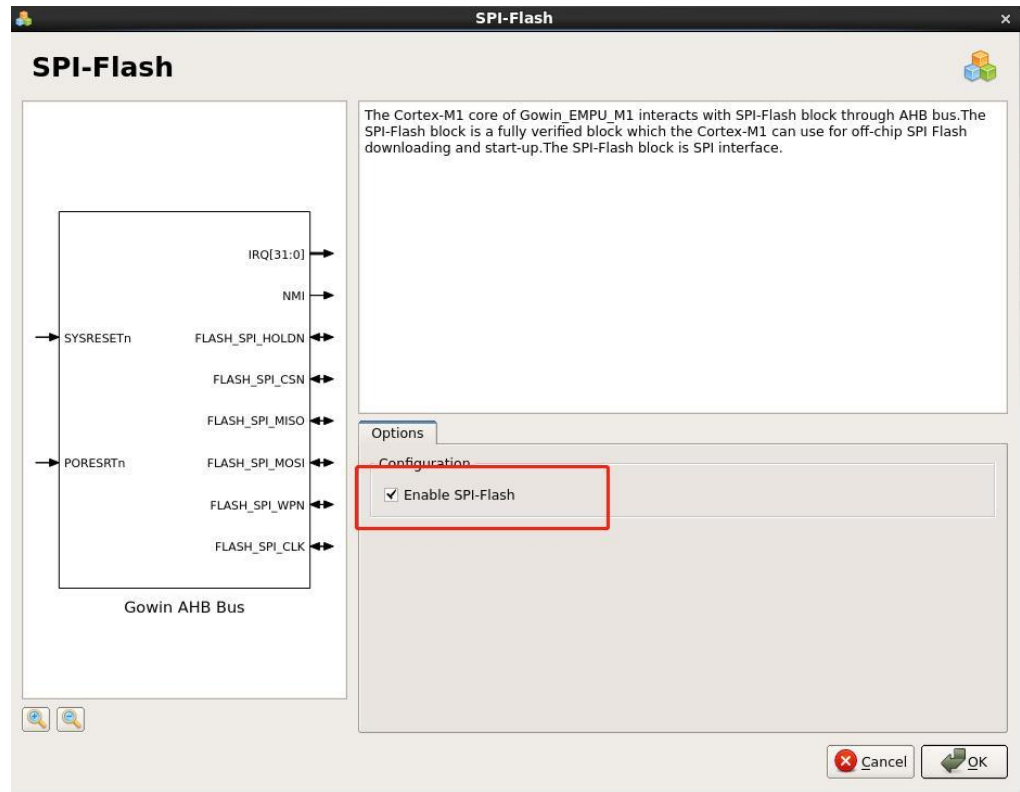 SPI-Flash
SPI-Flash
The Cortex-M1 core of Gowin_EMPU_M1 interacts with SPI-Flash block through AHB bus.The
SPI-Flash block is a fully verified block which the Cortex-M1 can use for off-chip SPI Flash
downloading and start-up.The SPI-Flash block is SPI interface.
IRQ[31:0]
NMI
SYSRESETn
FLASH_SPI_HOLDN
FLASH_SPI_CSN
FLASH_SPI_MISO
PORESRTn
FLASH_SPI_MOSI
FLASH_SPI_WPN
FLASH_SPI_CLK
Gowin AHB Bus
Options
Configuration
Enable SPI-Flash
Cancel
OK